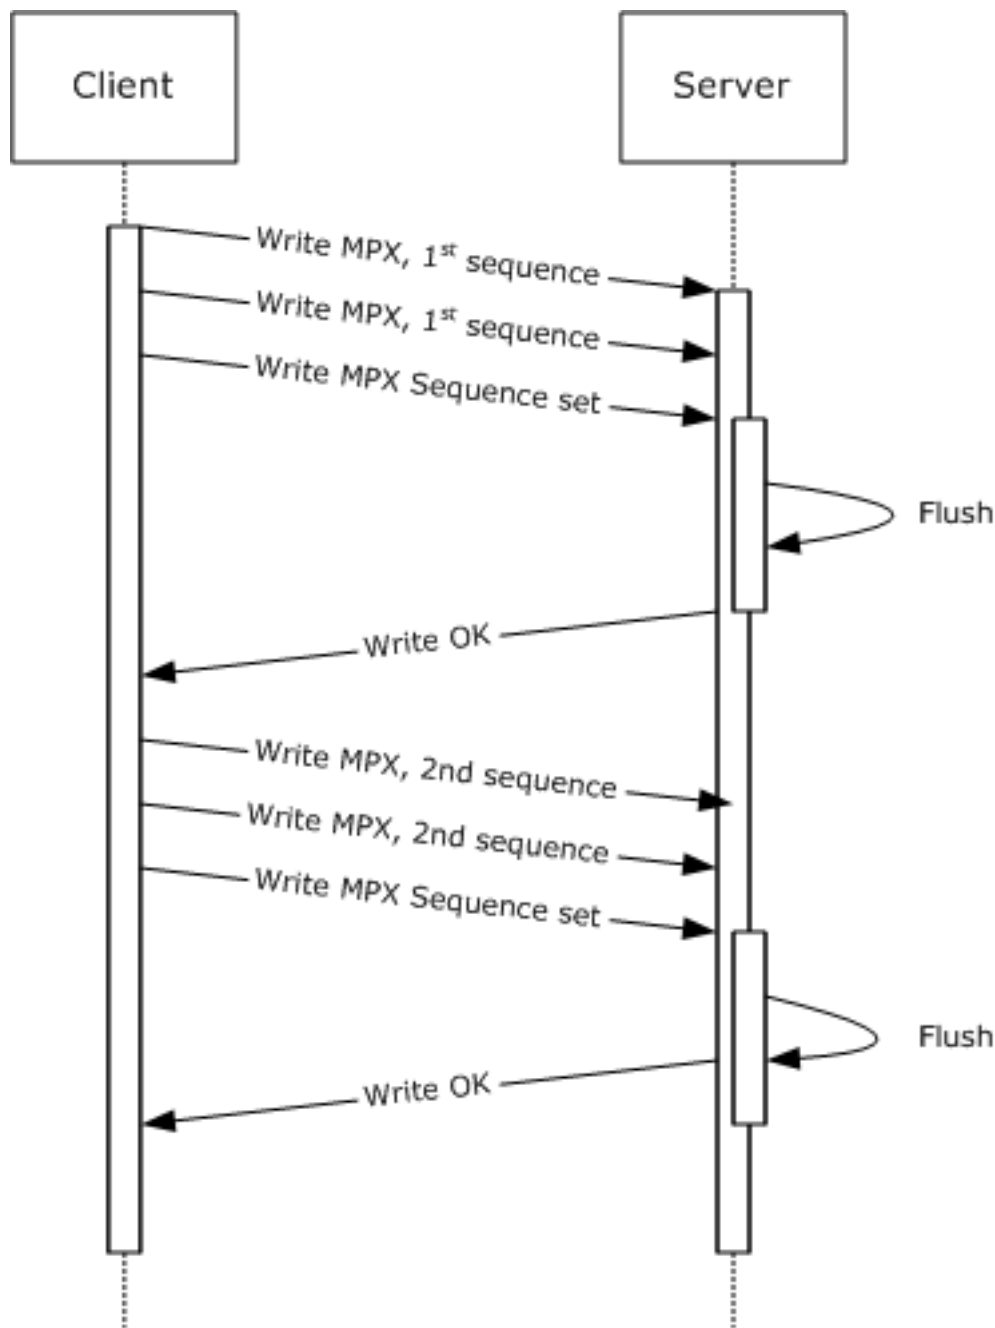 Client
Server
Write MPX, 1st sequence
Write MPX, 1st sequence
Write MPX Sequence set
Flush
Write OK
Write MPX, 2nd sequence
Write MPX, 2nd sequence
Write MPX Sequence set
Flush
Write OK